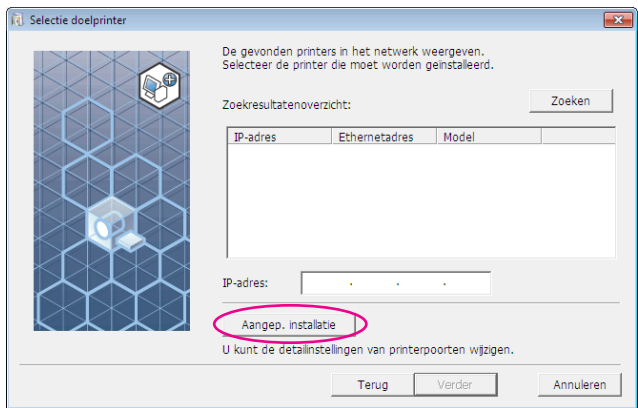 Selectie doelprinter
De gevonden printers in het netwerk weergeven.
Selecteer de printer die moet worden geïnstalleerd.
Zoekresultatenoverzicht:
Zoeken
IP-adres Ethernetadres Model
IP-adres: . . .
Aangep. installatie
U kunt de detailinstellingen van printerpoorten wijzigen.
Terug Verder Annuleren